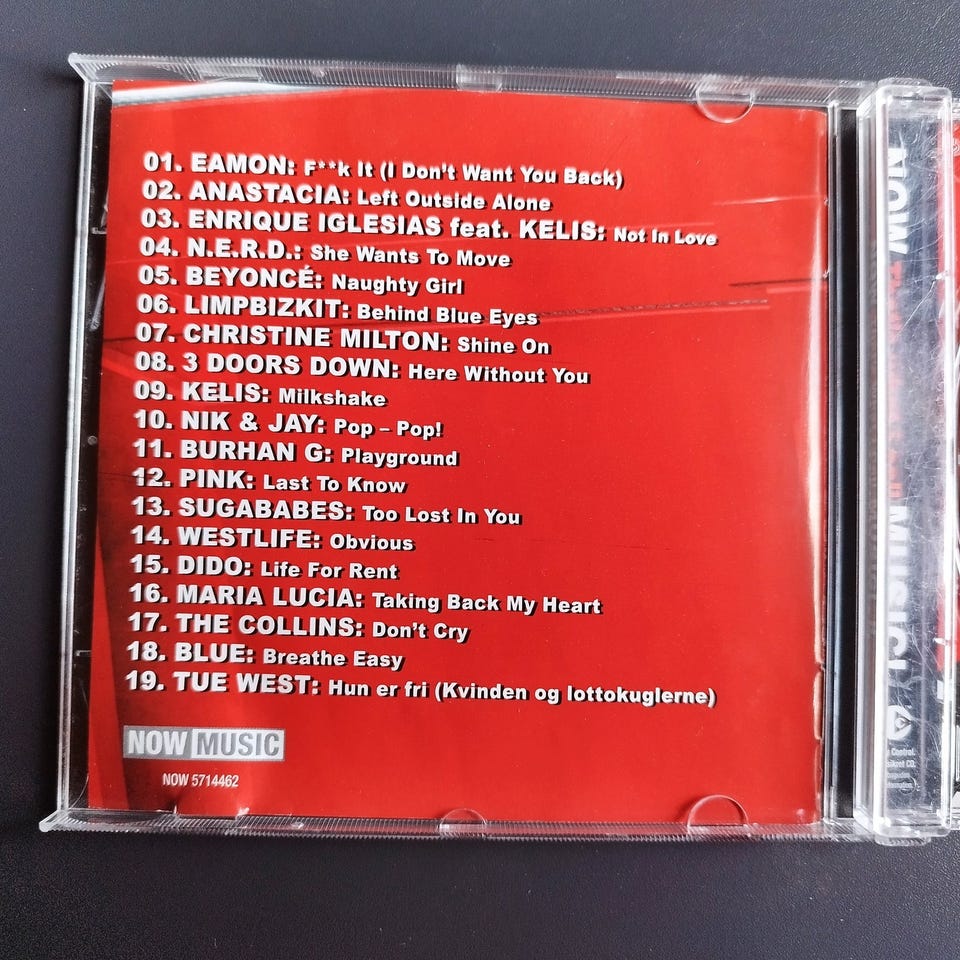 01. EAMON: F**k It (I Don't Want You Back)
02. ANASTACIA: Left Outside Alone
03. ENRIQUE IGLESIAS feat. KELIS: Not In Love
04. N.E.R.D.: She Wants To Move
05. BEYONCÉ: Naughty Girl
06. LIMPBIZKIT: Behind Blue Eyes
07. CHRISTINE MILTON: Shine On
08. 3 DOORS DOWN: Here Without You
09. KELIS: Milkshake
10. NIK & JAY: Pop – Pop!
11. BURHAN G: Playground
12. PINK: Last To Know
13. SUGABABES: Too Lost In You
14. WESTLIFE: Obvious
15. DIDO: Life For Rent
16. MARIA LUCIA: Taking Back My Heart
17. THE COLLINS: Don't Cry
18. BLUE: Breathe Easy
19. TUE WEST: Hun er fri (Kvinden og lottokuglerne)
NOW MUSIC
NOW 5714462
NOW
MUSIC!
Control.
CD.